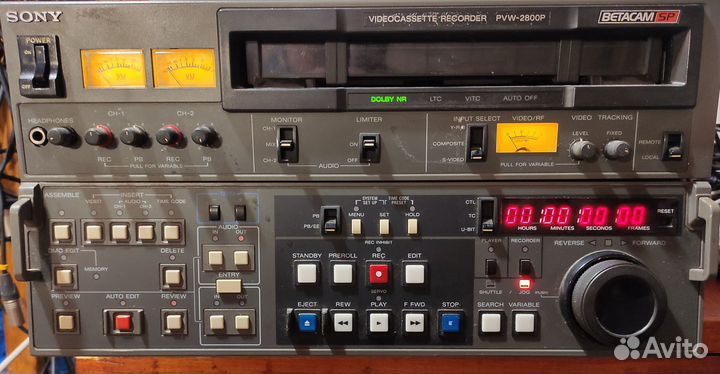 SONY
VIDEOCASSETTE RECORDER PVW-2800P
BETACAM SP
POWER
ON
OFF
VU
VU
DOLBY NR LTC VITC AUTO OFF
HEADPHONES
CH-1 CH-2
REC PB REC PB
PULL FOR VARIABLE
MONITOR
CH-1
MIX
CH-2
AUDIO
LIMITER
ON
OFF
INPUT SELECT
COMPOSITE
S-VIDEO
VIDEO/RF
PULL FOR VARIABLE
VIDEO TRACKING
LEVEL FIXED
REMOTE
LOCAL
ASSEMBLE INSERT
VIDEO AUDIO TIME CODE
CH-1 CH-2
DMC EDIT
MEMORY
DELETE
PREVIEW AUTO EDIT REVIEW
AUDIO
IN OUT
ENTRY
IN OUT
PB
PB/EE
SYSTEM SET UP
TIME CODE PRESET
MENU SET HOLD
REC INHIBIT
STANDBY PREROLL REC EDIT
SERVO
EJECT REW PLAY F FWD STOP
CTL
TC
U-BIT
00:01:00 00
HOURS MINUTES SECONDS FRAMES
RESET
PLAYER RECORDER
REVERSE FORWARD
SHUTTLE / JOG PUSH
SEARCH VARIABLE
Avito